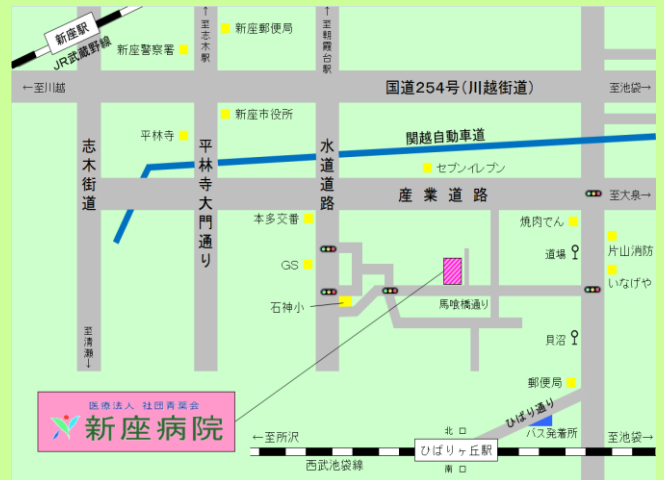 新座駅
JR武蔵野線
新座警察署
←至志木駅
新座郵便局
←至朝霞台駅
←至川越
国道254号(川越街道)
至池袋→
新座市役所
平林寺
関越自動車道
セブンイレブン
志木街道
平林寺大門通り
水道道路
産業道路
至大泉→
本多交番
焼肉でん
道場
片山消防
GS
いなげや
石神小
馬喰橋通り
至清瀬→
貝沼
郵便局
医療法人 社団青葉会
新座病院
ひばり通り
バス発着所
←至所沢
北口
ひばりヶ丘駅
至池袋→
西武池袋線
南口